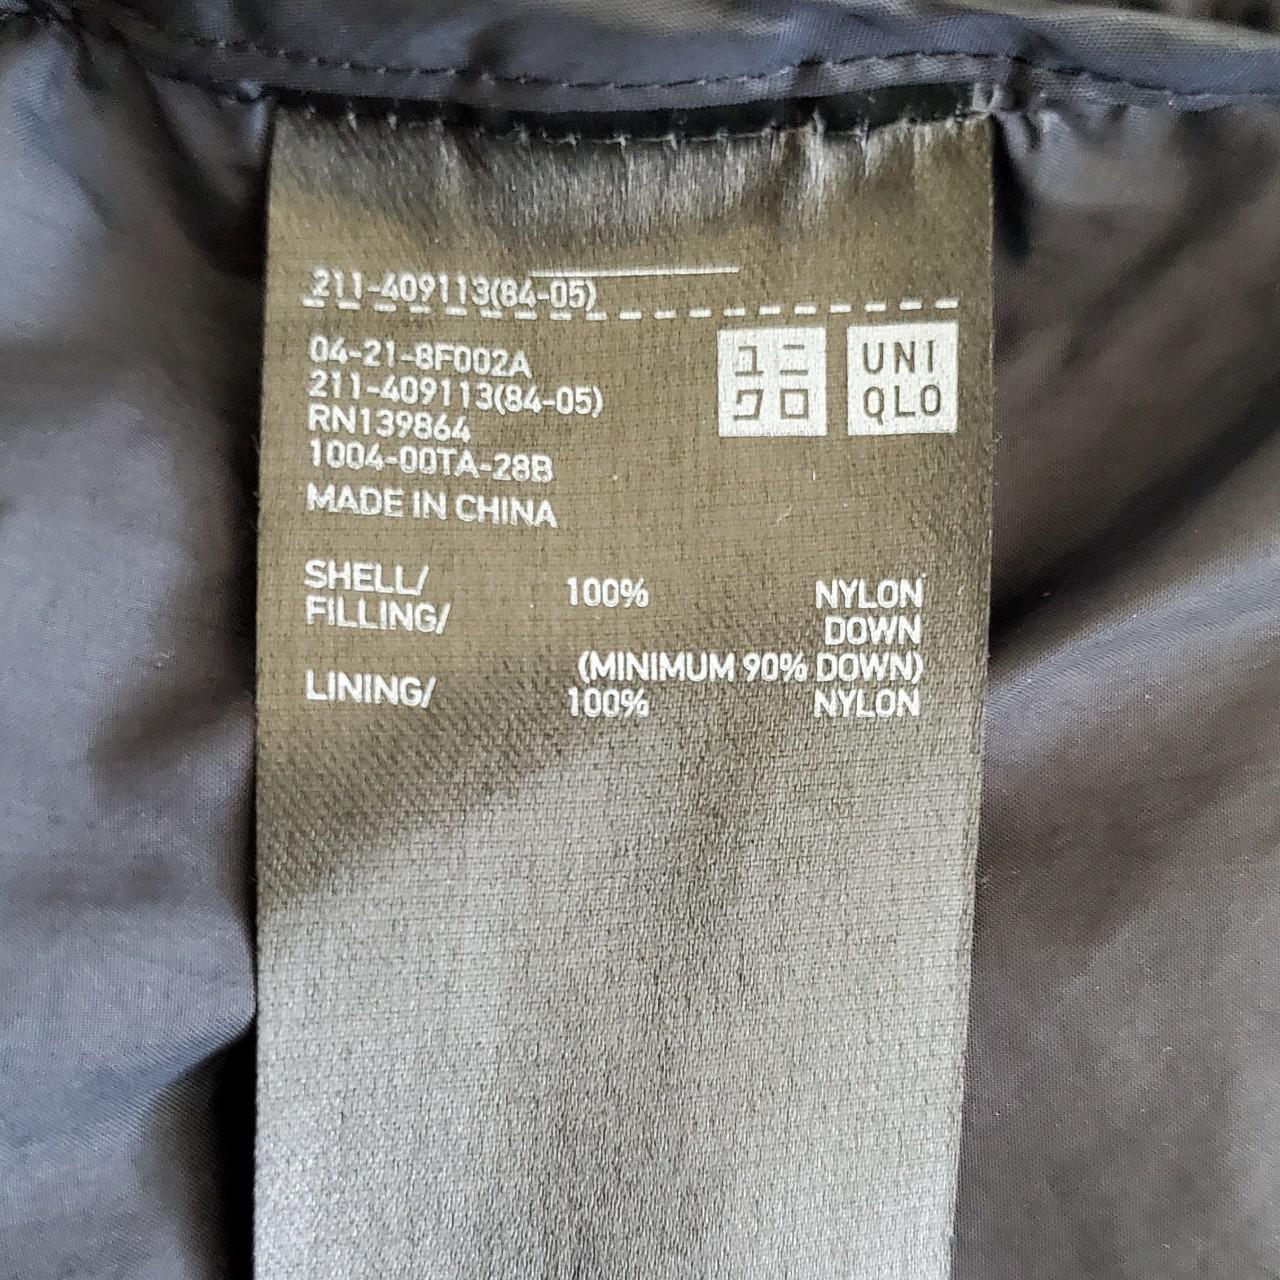 211-409113(84-05)
04-21-8F002A
211-409113(84-05)
RN139864
1004-00TA-28B
MADE IN CHINA
ユニ
クロ
UNI
QLO
SHELL/ 100% NYLON
FILLING/ DOWN
(MINIMUM 90% DOWN)
LINING/ 100% NYLON